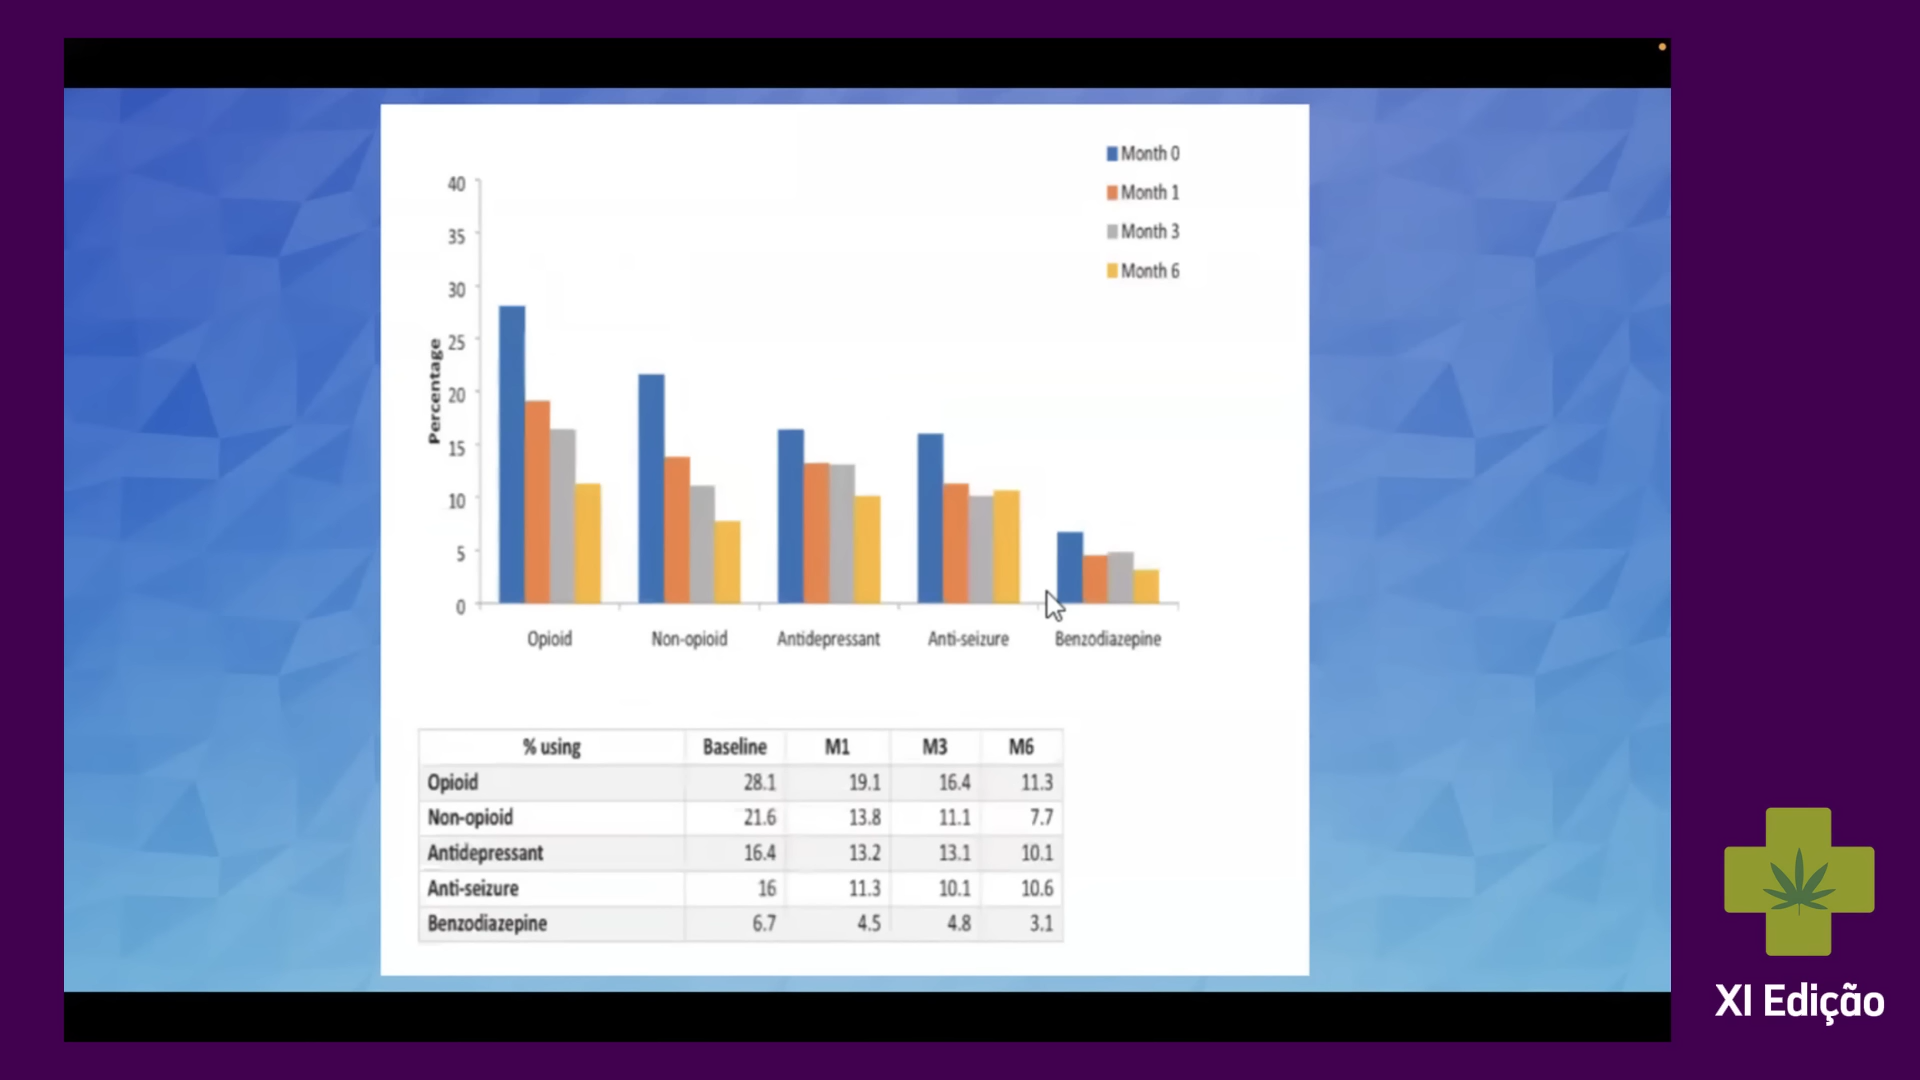 Month 0
Month 1
Month 3
Month 6
Percentage
40
35
30
25
20
15
10
5
0
Opioid Non-opioid Antidepressant Anti-seizure Benzodiazepine
% using Baseline M1 M3 M6
Opioid 28.1 19.1 16.4 11.3
Non-opioid 21.6 13.8 11.1 7.7
Antidepressant 16.4 13.2 13.1 10.1
Anti-seizure 16 11.3 10.1 10.6
Benzodiazepine 6.7 4.5 4.8 3.1
XI Edição